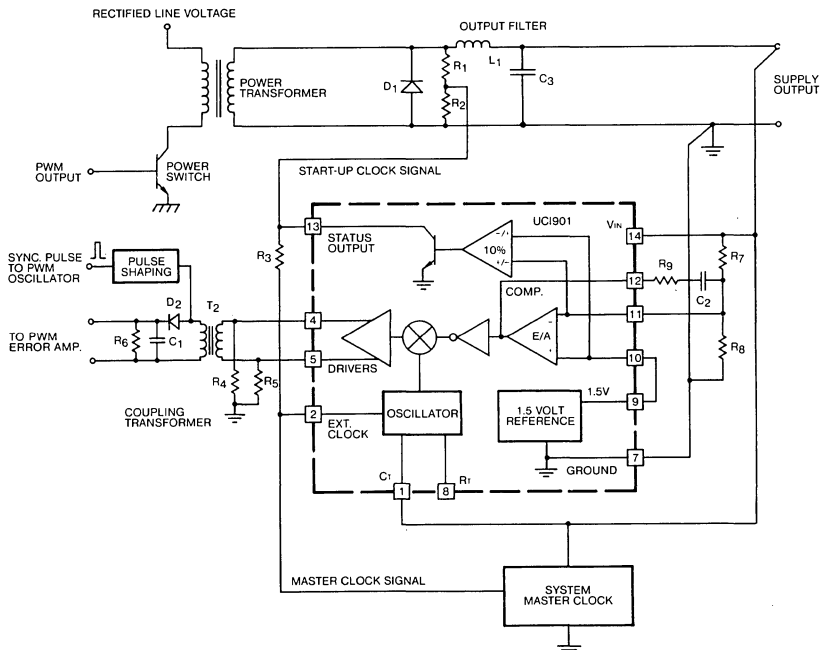 RECTIFIED LINE VOLTAGE
OUTPUT FILTER
R1
L1
POWER
TRANSFORMER
D1
C3
R2
SUPPLY
OUTPUT
PWM
OUTPUT
POWER
SWITCH
START-UP CLOCK SIGNAL
UC1901
13
STATUS
OUTPUT
-/+
10%
+/-
VIN
14
SYNC. PULSE
TO PWM
OSCILLATOR
PULSE
SHAPING
R3
R7
12
R9
C2
COMP.
D2
T2
4
11
TO PWM
ERROR AMP.
R6
C1
E/A
-
+
R8
5
10
DRIVERS
R4
R5
1.5V
9
COUPLING
TRANSFORMER
2
EXT.
CLOCK
OSCILLATOR
1.5 VOLT
REFERENCE
7
GROUND
CT
RT
1
8
MASTER CLOCK SIGNAL
SYSTEM
MASTER CLOCK